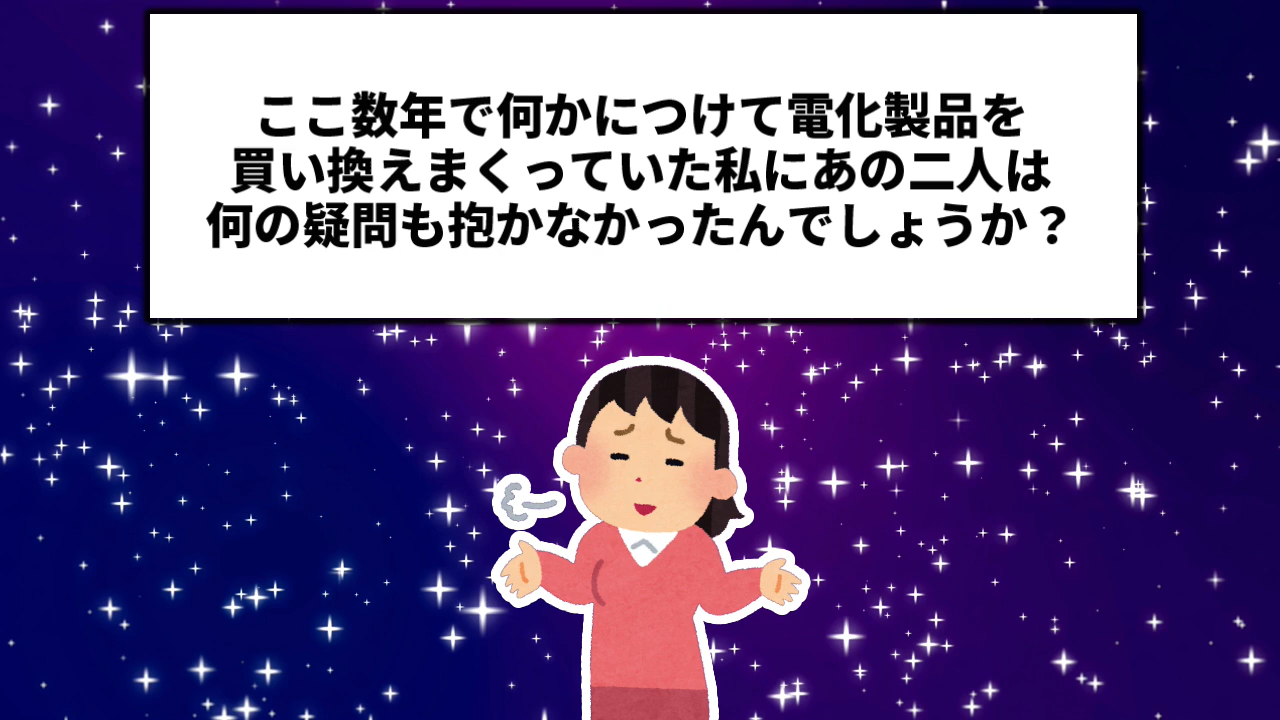 ここ数年で何かにつけて電化製品を
買い換えまくっていた私にあの二人は
何の疑問も抱かなかったんでしょうか？